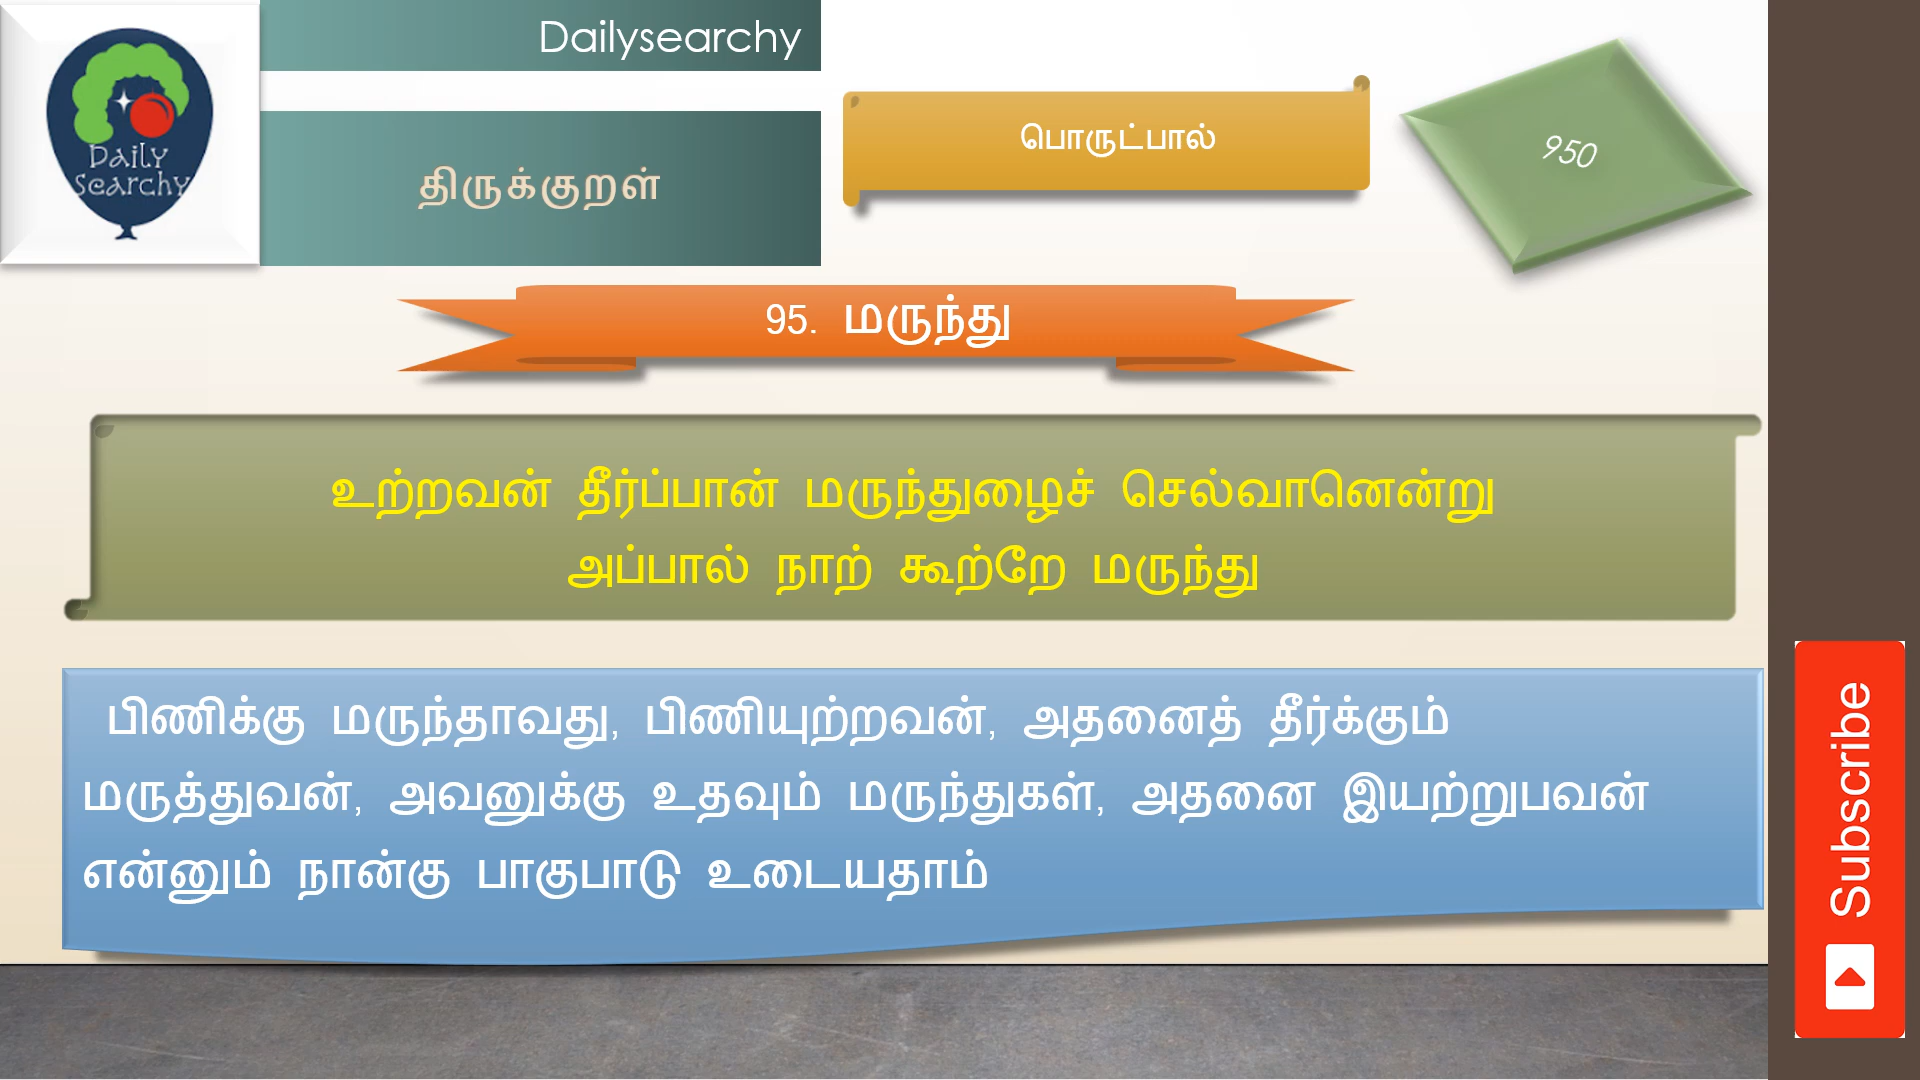 Dailysearchy
DAily
Searchy
திருக்குறள்
பொருட்பால்
950
95. மருந்து
உற்றவன் தீர்ப்பான் மருந்துழைச் செல்வானென்று
அப்பால் நாற் கூற்றே மருந்து
பிணிக்கு மருந்தாவது, பிணியுற்றவன், அதனைத் தீர்க்கும்
மருத்துவன், அவனுக்கு உதவும் மருந்துகள், அதனை இயற்றுபவன்
என்னும் நான்கு பாகுபாடு உடையதாம்
Subscribe